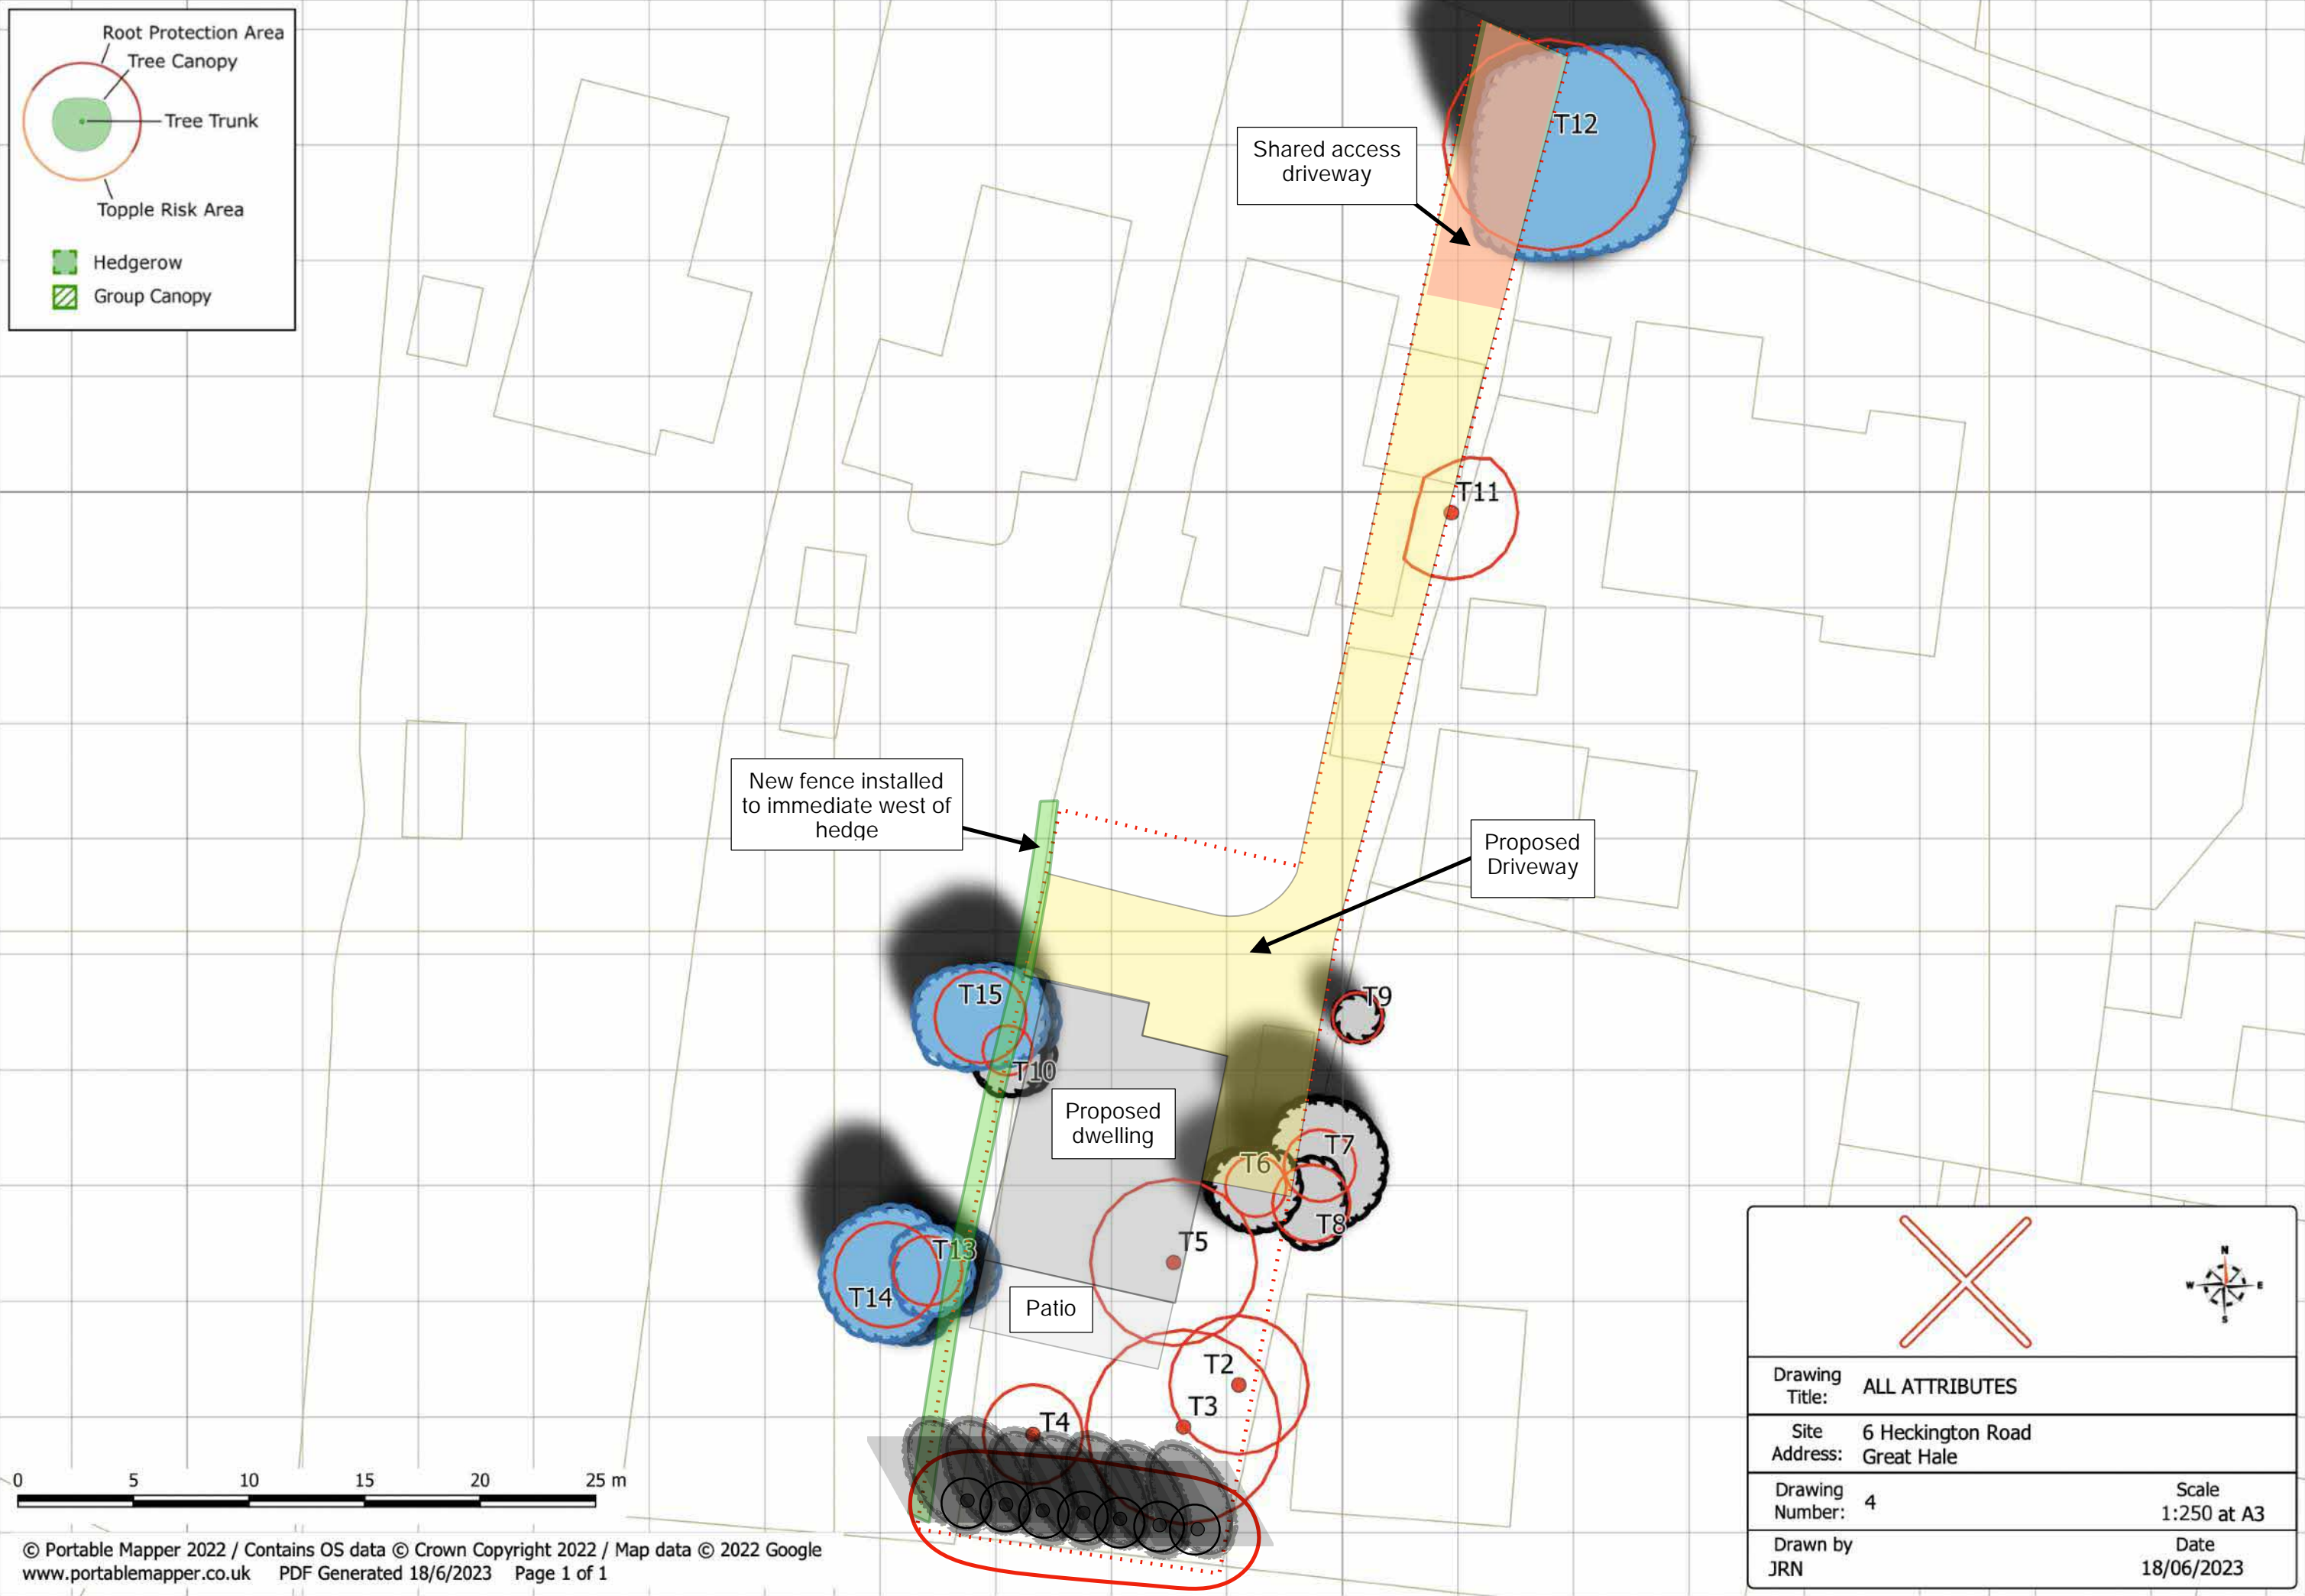 Root Protection Area
Tree Canopy
Tree Trunk
Topple Risk Area
Hedgerow
Group Canopy
T12
Shared access
driveway
T11
New fence installed
to immediate west of
hedge
Proposed
Driveway
T15
T9
T10
Proposed
dwelling
T7
T6
T8
T5
T13
T14
Patio
T2
T3
T4
0 5 10 15 20 25 m
© Portable Mapper 2022 / Contains OS data © Crown Copyright 2022 / Map data © 2022 Google
www.portablemapper.co.uk PDF Generated 18/6/2023 Page 1 of 1
N
W E
S
Drawing
Title:
ALL ATTRIBUTES
Site
Address:
6 Heckington Road
Great Hale
Drawing
Number:
4
Scale
1:250 at A3
Drawn by
JRN
Date
18/06/2023